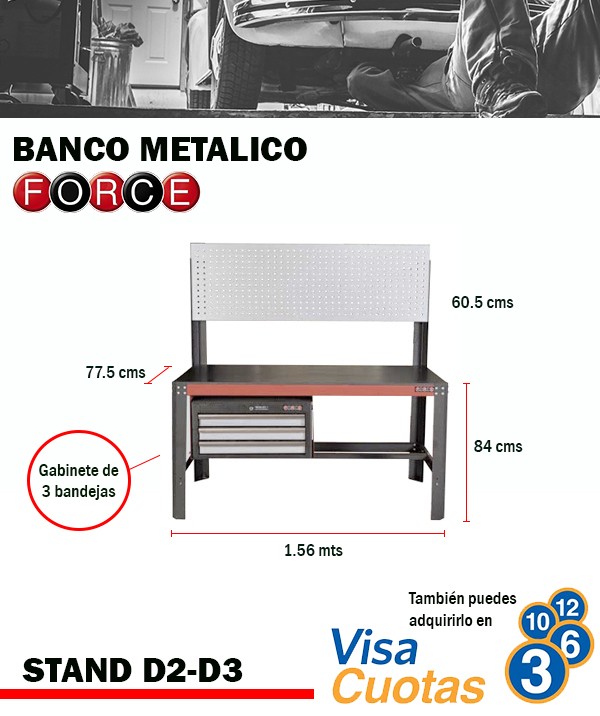 BANCO METALICO
FORCE
60.5 cms
77.5 cms
84 cms
Gabinete de
3 bandejas
1.56 mts
También puedes
adquirirlo en
12
10
6
3
Visa
Cuotas
STAND D2-D3